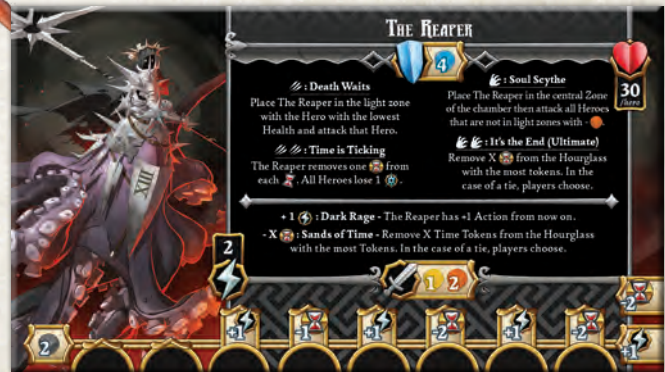 The Reaper
4
: Death Waits
Place The Reaper in the light zone
with the Hero with the lowest
Health and attack that Hero.
: Time is Ticking
The Reaper removes one from
each . All Heroes lose 1 .
: Soul Scythe
Place The Reaper in the central Zone
of the chamber then attack all Heroes
that are not in light zones with - .
: It's the End (Ultimate)
Remove X from the Hourglass
with the most tokens. In the
case of a tie, players choose.
30
/hero
+ 1 : Dark Rage - The Reaper has +1 Action from now on.
- X : Sands of Time - Remove X Time Tokens from the Hourglass
with the most Tokens. In the case of a tie, players choose.
XIII
2
1 2
-2
2
+1 -1 +1 -2 +1 -2 +1